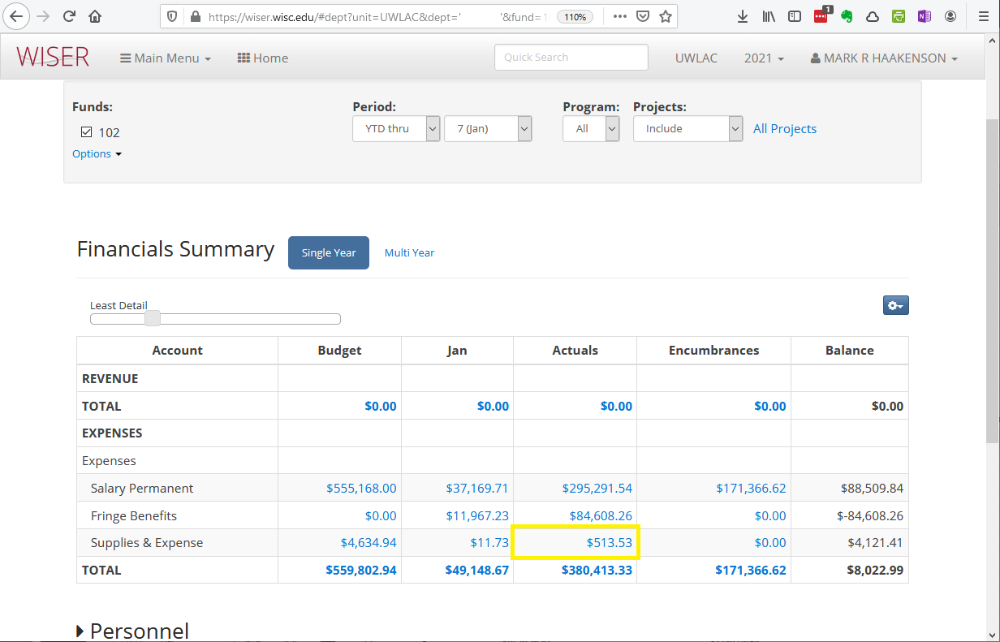 https://wiser.wisc.edu/#dept?unit=UWLAC&dept=' '&fund= 110% 1
WISER Main Menu Home Quick Search UWLAC 2021 MARK R HAAKENSON
Funds: Period: Program: Projects:
102 YTD thru 7 (Jan) All Include All Projects
Options
Financials Summary Single Year Multi Year
Least Detail
Account Budget Jan Actuals Encumbrances Balance
REVENUE
TOTAL $0.00 $0.00 $0.00 $0.00 $0.00
EXPENSES
Expenses
Salary Permanent $555,168.00 $37,169.71 $295,291.54 $171,366.62 $88,509.84
Fringe Benefits $0.00 $11,967.23 $84,608.26 $0.00 $-84,608.26
Supplies & Expense $4,634.94 $11.73 $513.53 $0.00 $4,121.41
TOTAL $559,802.94 $49,148.67 $380,413.33 $171,366.62 $8,022.99
Personnel